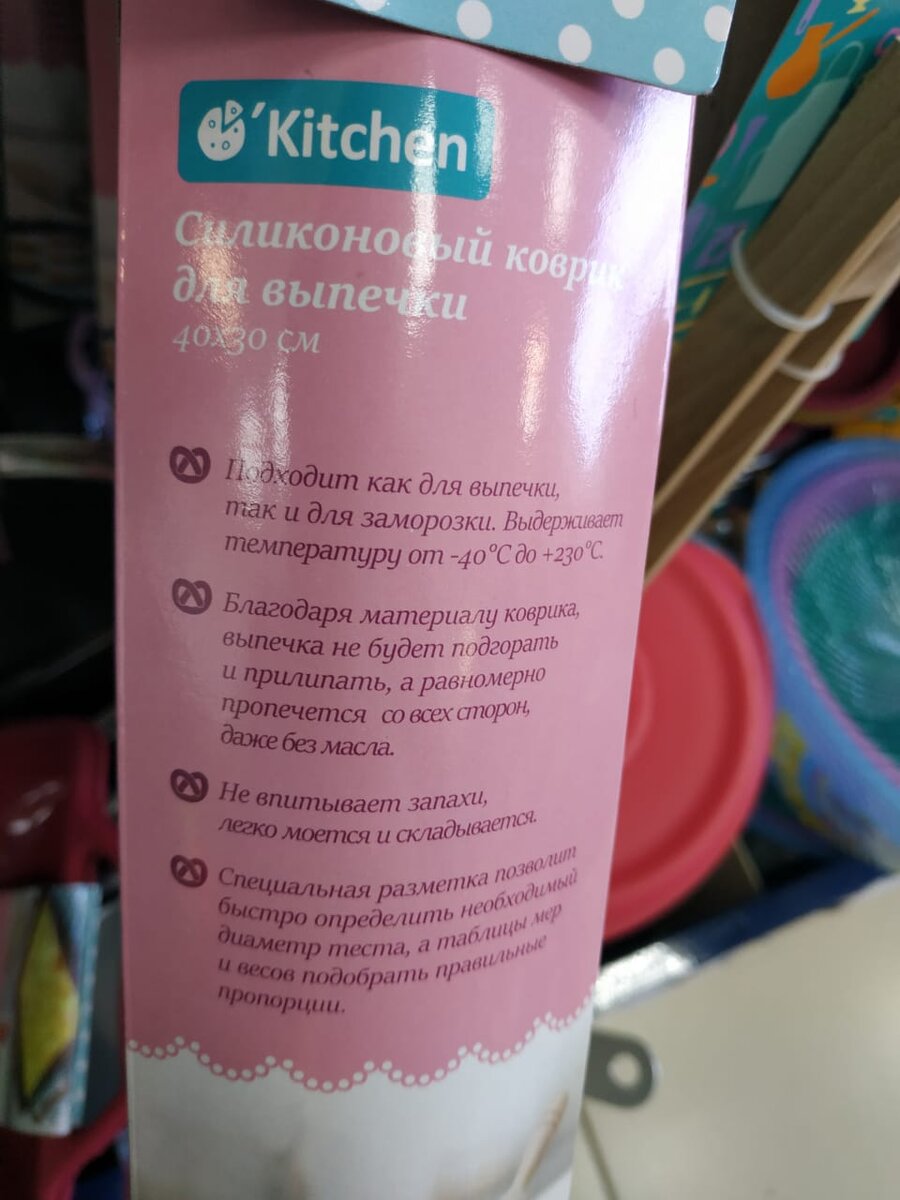 'Kitchen
Силиконовый коврик
для выпечки
40х30 см
Подходит как для выпечки,
так и для заморозки. Выдерживает
температуру от -40°С до +230°С.
Благодаря материалу коврика,
выпечка не будет подгорать
и прилипать, а равномерно
пропечется со всех сторон,
даже без масла.
Не впитывает запахи,
легко моется и складывается.
Специальная разметка позволит
быстро определить необходимый
диаметр теста, а таблицы мер
и весов подобрать правильные
пропорции.